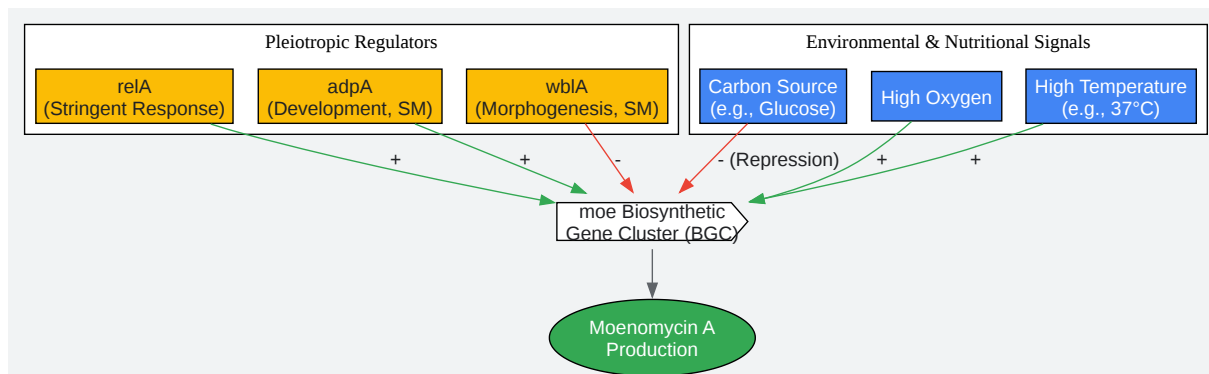 Pleiotropic Regulators
Environmental & Nutritional Signals
relA
(Stringent Response)
adpA
(Development, SM)
wblA
(Morphogenesis, SM)
Carbon Source
(e.g., Glucose)
High Oxygen
High Temperature
(e.g., 37°C)
+
+
-
- (Repression)
+
+
moe Biosynthetic
Gene Cluster (BGC)
Moenomycin A
Production